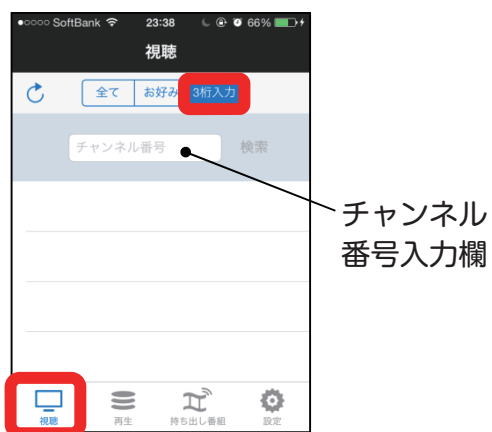 ●○○○○ SoftBank 23:38 66%
視聴
全て お好み 3桁入力
チャンネル番号 検索
チャンネル
番号入力欄
視聴 再生 持ち出し番組 設定